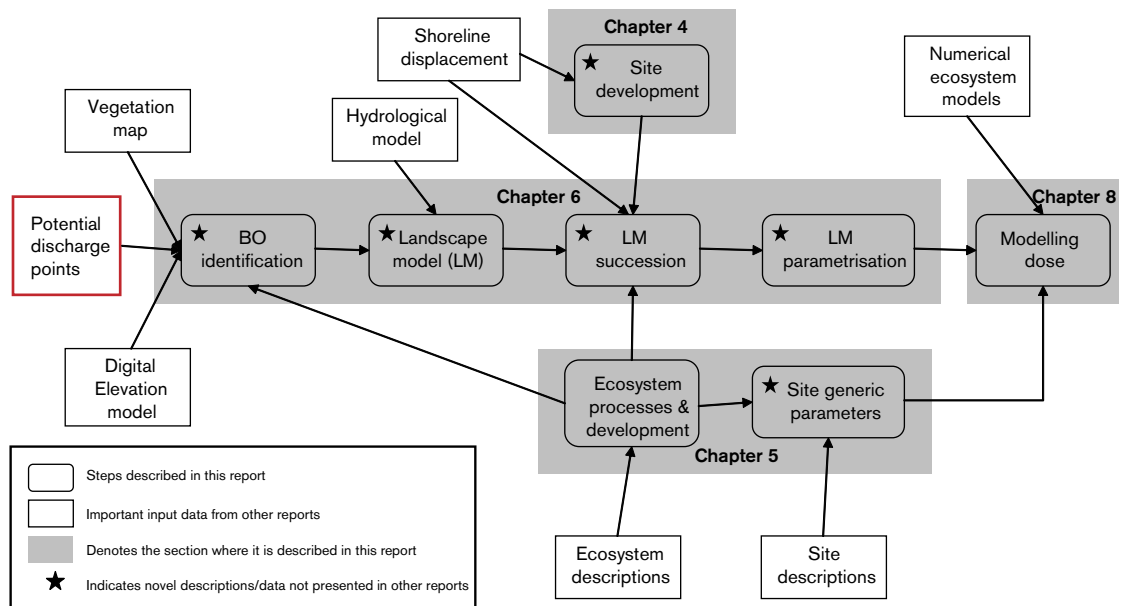 Chapter 4
Shoreline
displacement
Site
development
Numerical
ecosystem
models
Vegetation
map
Hydrological
model
Chapter 6
Chapter 8
Potential
discharge
points
BO
identification
Landscape
model (LM)
LM
succession
LM
parametrisation
Modelling
dose
Digital
Elevation
model
Ecosystem
processes &
development
Site generic
parameters
Chapter 5
Steps described in this report
Important input data from other reports
Denotes the section where it is described in this report
Indicates novel descriptions/data not presented in other reports
Ecosystem
descriptions
Site
descriptions